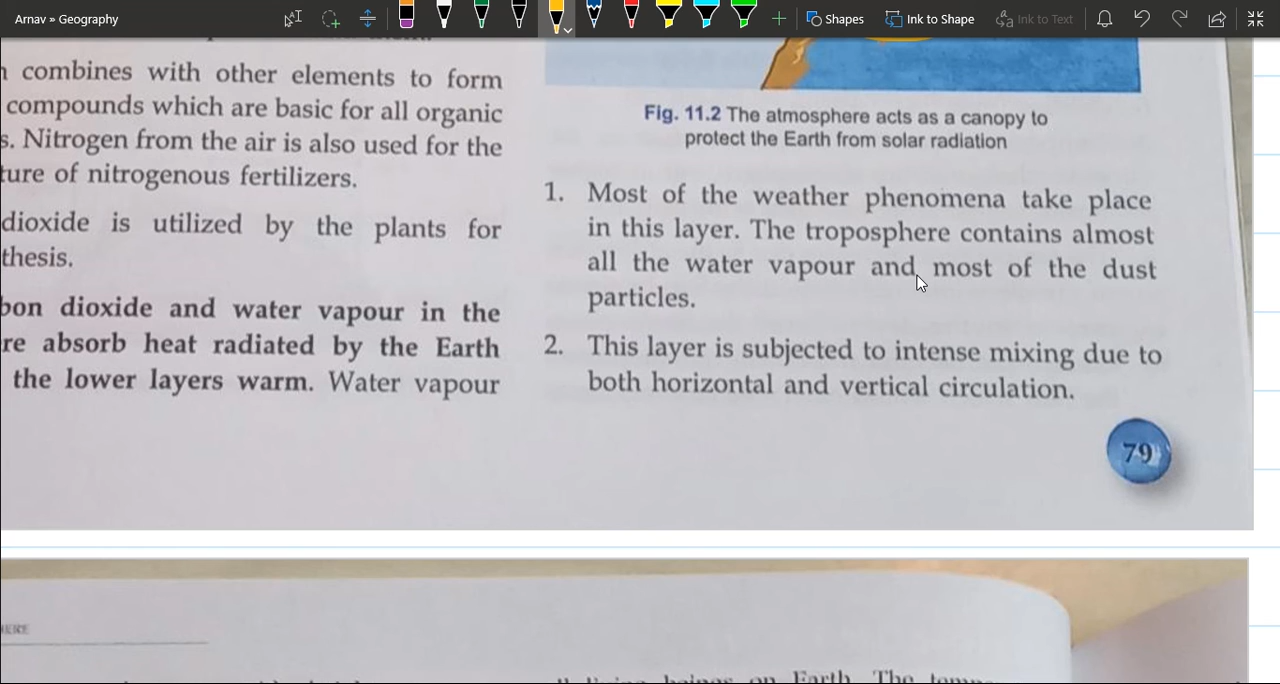 Arnav » Geography
Shapes
Ink to Shape
Ink to Text
combines with other elements to form
compounds which are basic for all organic
s. Nitrogen from the air is also used for the
ture of nitrogenous fertilizers.
dioxide is utilized by the plants for
thesis.
bon dioxide and water vapour in the
re absorb heat radiated by the Earth
the lower layers warm. Water vapour
Fig. 11.2 The atmosphere acts as a canopy to
protect the Earth from solar radiation
1. Most of the weather phenomena take place
in this layer. The troposphere contains almost
all the water vapour and most of the dust
particles.
2. This layer is subjected to intense mixing due to
both horizontal and vertical circulation.
79
on Earth. The